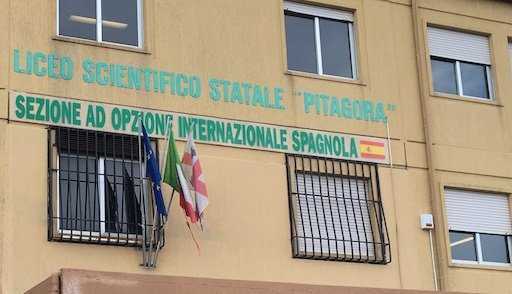 LICEO SCIENTIFICO STATALE "PITAGORA"
SEZIONE AD OPZIONE INTERNAZIONALE SPAGNOLA